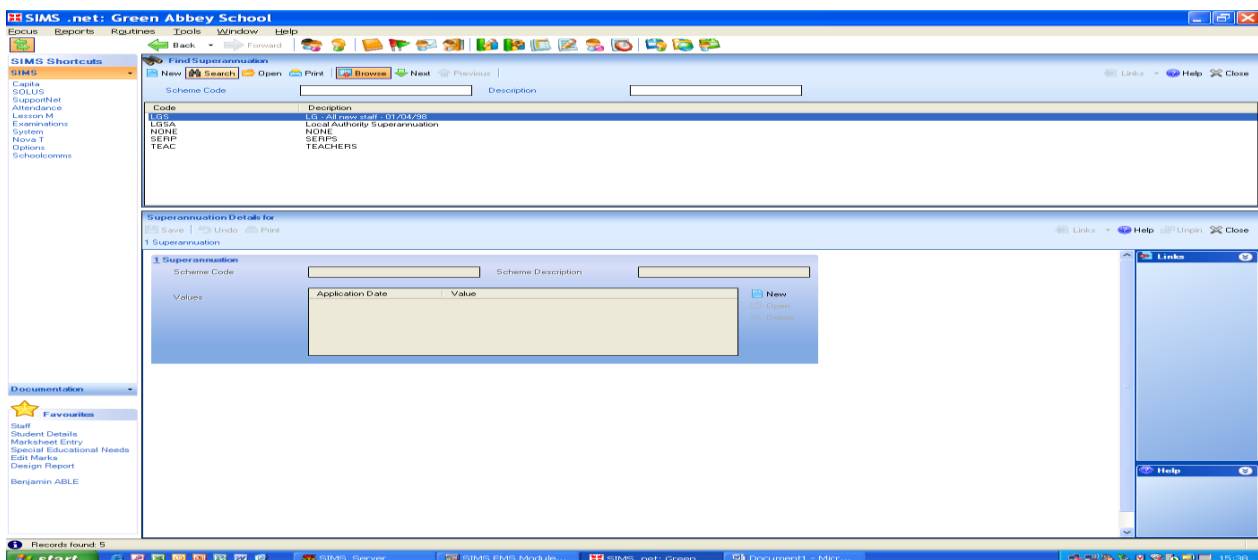 SIMS .net: Green Abbey School
Focus Reports Routines Tools Window Help
Back Forward
SIMS Shortcuts
SIMS
Capita
SOLUS
SupportNet
Attendance
Lesson M
Examinations
System
Nova T
Options
Schoolcomms
Documentation
Favourites
Staff
Student Details
Marksheet Entry
Special Educational Needs
Edit Marks
Design Report
Benjamin ABLE
Find Superannuation
New Search Open Print Browse Next Previous Links Help Close
Scheme Code Description
Code Decription
LGS LG - All new staff - 01/04/98
LGSA Local Authority Superannuation
NONE NONE
SERP SERPS
TEAC TEACHERS
Superannuation Details for
Save Undo Print Links Help Unpin Close
1 Superannuation
1 Superannuation
Scheme Code Scheme Description
Values Application Date Value New
Open
Delete
Links
Help
Records found: 5
start SIMS_Server SIMS FMS Module... SIMS .net: Green... Document1 - Micr... 15:38